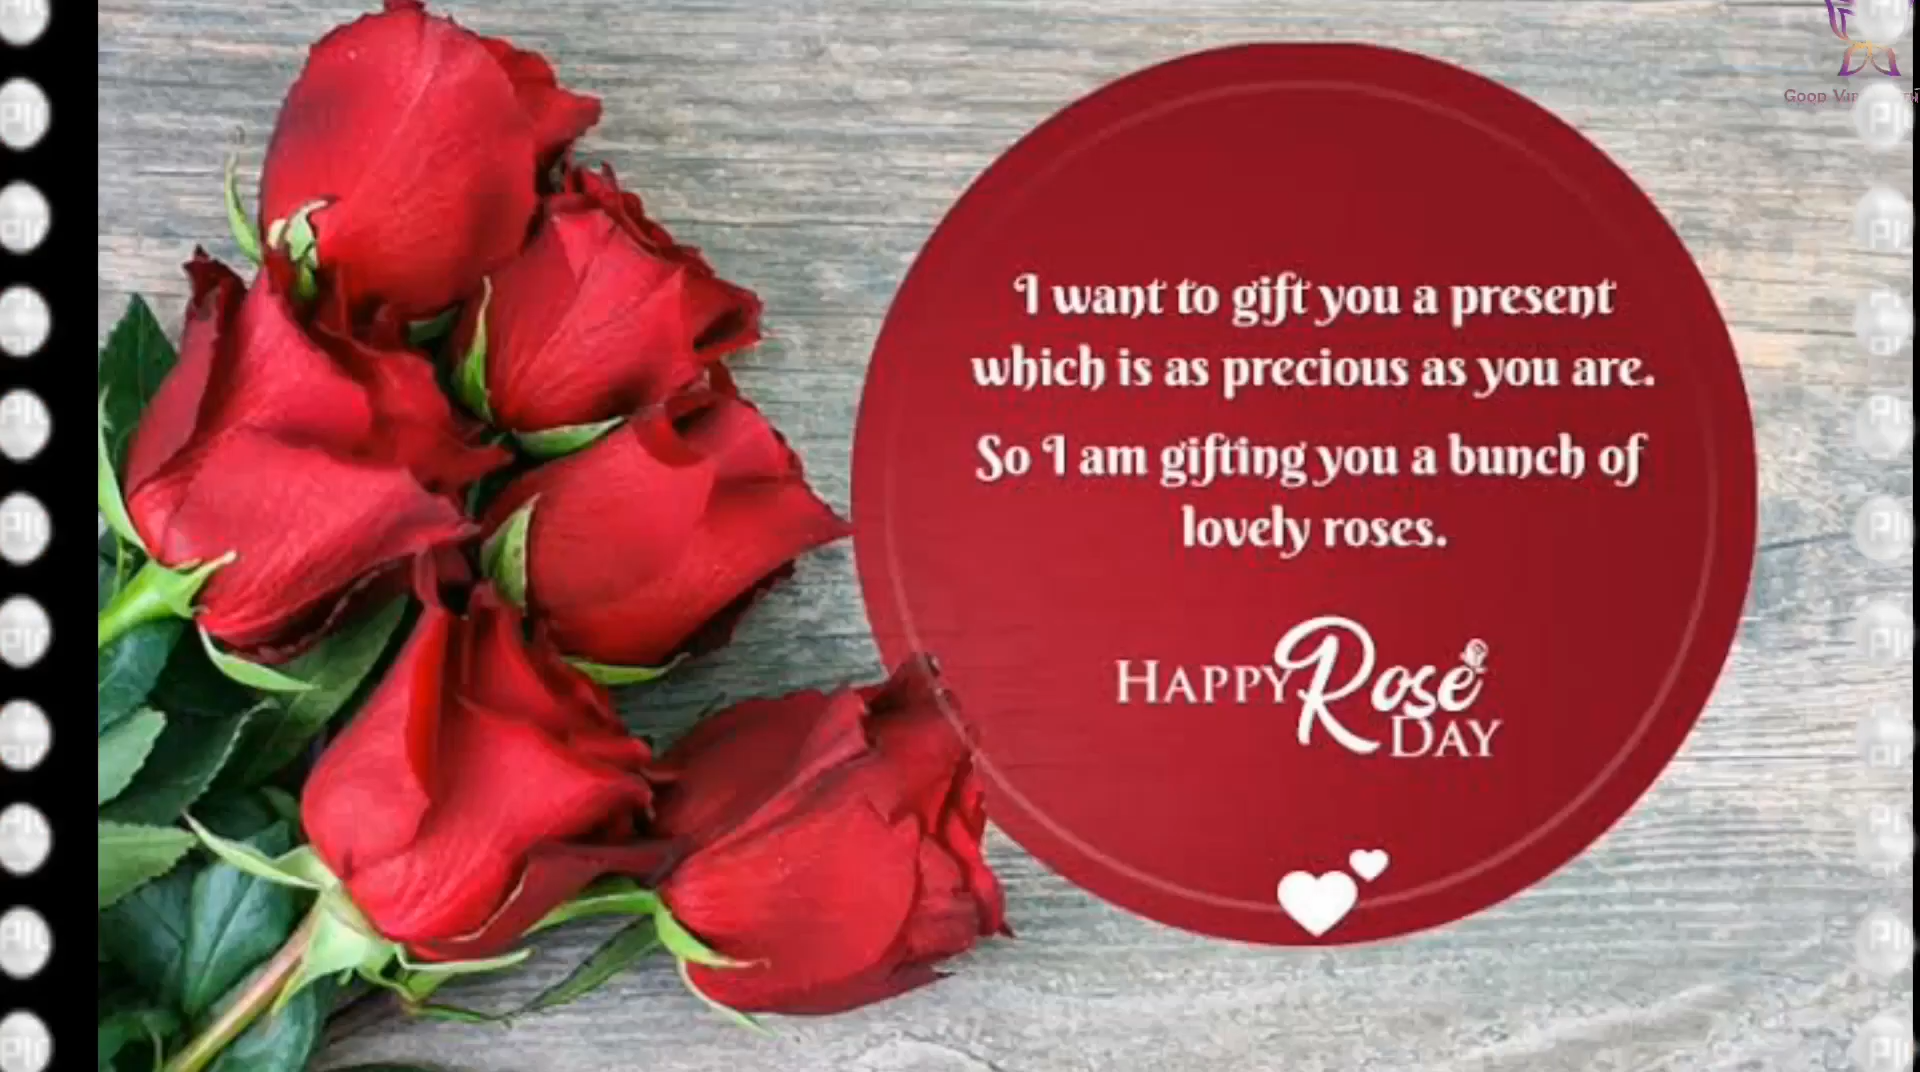 I want to gift you a present
which is as precious as you are.
So I am gifting you a bunch of
lovely roses.
HAPPY Rose
DAY
GOOD